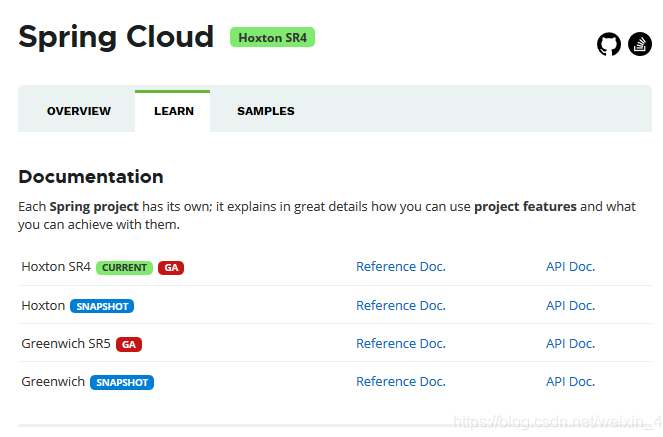 Spring Cloud Hoxton SR4
OVERVIEW LEARN SAMPLES
Documentation
Each Spring project has its own; it explains in great details how you can use project features and what
you can achieve with them.
Hoxton SR4 CURRENT GA Reference Doc. API Doc.
Hoxton SNAPSHOT Reference Doc. API Doc.
Greenwich SR5 GA Reference Doc. API Doc.
Greenwich SNAPSHOT Reference Doc. API Doc.
https://blog.csdn.net/weixin_4